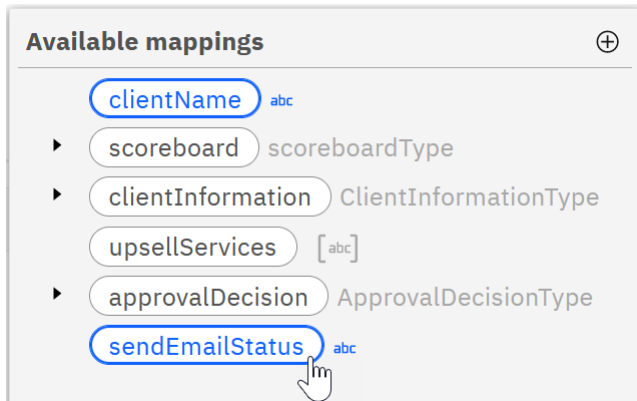 Available mappings
clientName abc
scoreboard scoreboardType
clientInformation ClientInformationType
upsellServices [abc]
approvalDecision ApprovalDecisionType
sendEmailStatus abc